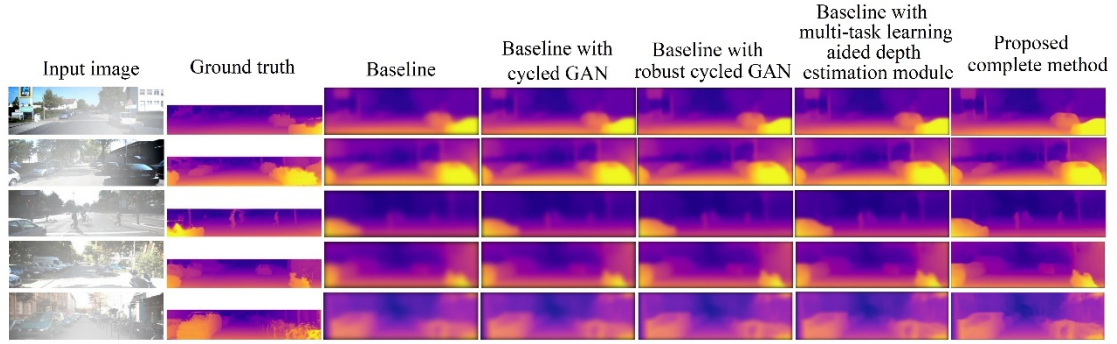 Input image
Ground truth
Baseline
Baseline with
cycled GAN
Baseline with
robust cycled GAN
Baseline with
multi-task learning
aided depth
estimation module
Proposed
complete method